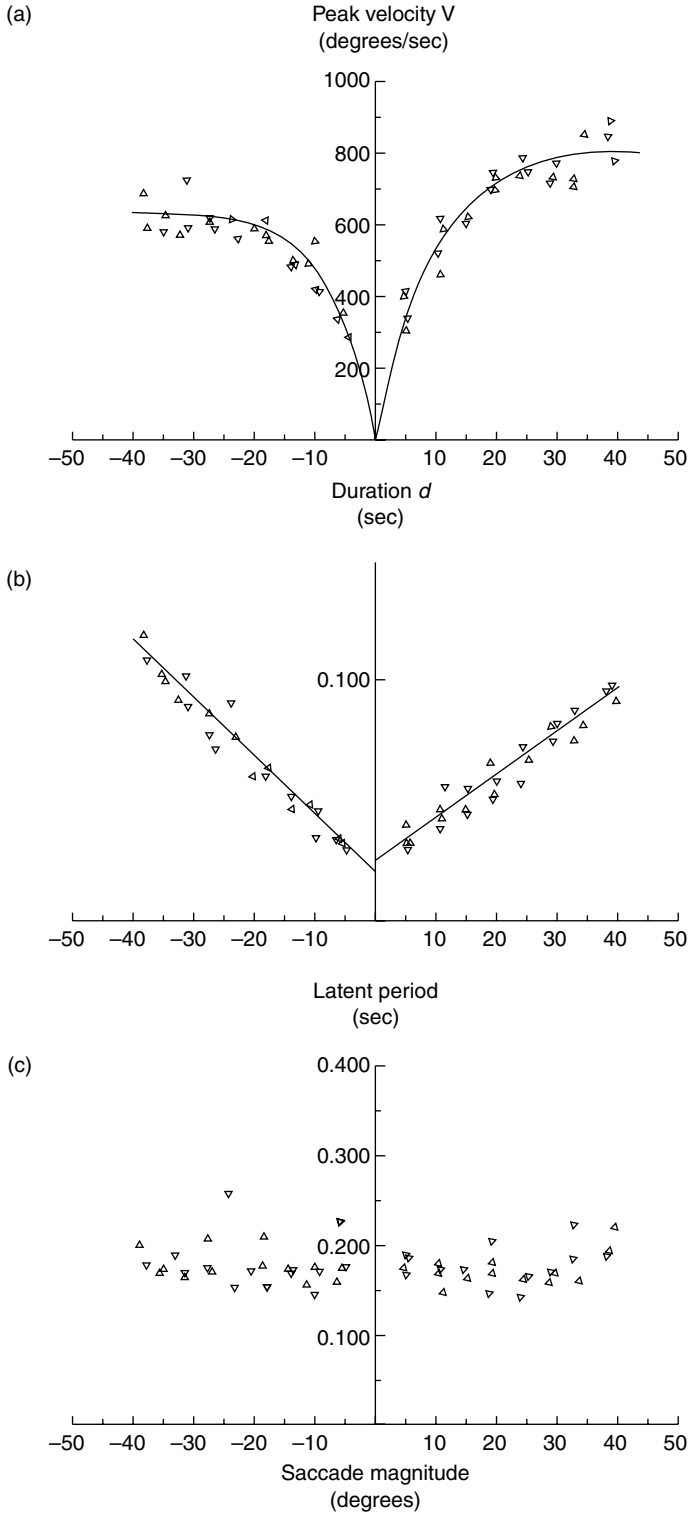 (a)
Peak velocity V
(degrees/sec)
1000
800
600
400
200
–50 –40 –30 –20 –10 10 20 30 40 50
Duration d
(sec)
(b)
0.100
–50 –40 –30 –20 –10 10 20 30 40 50
Latent period
(sec)
(c)
0.400
0.300
0.200
0.100
–50 –40 –30 –20 –10 10 20 30 40 50
Saccade magnitude
(degrees)